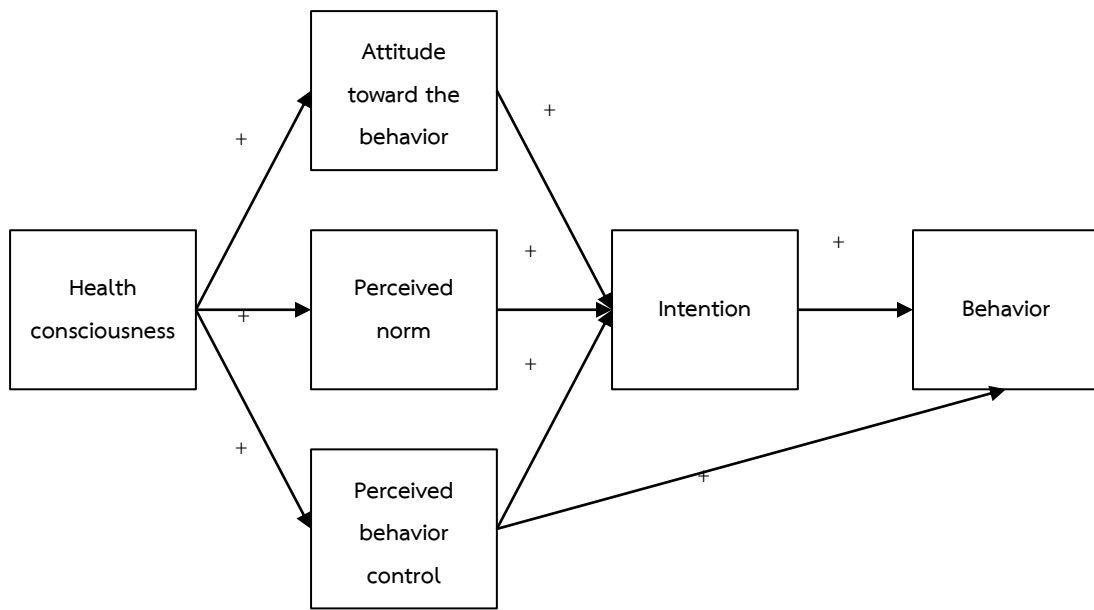 Attitude
toward the
behavior
+
+
Health
consciousness
+
Perceived
norm
+
+
Intention
+
Behavior
+
Perceived
behavior
control
+